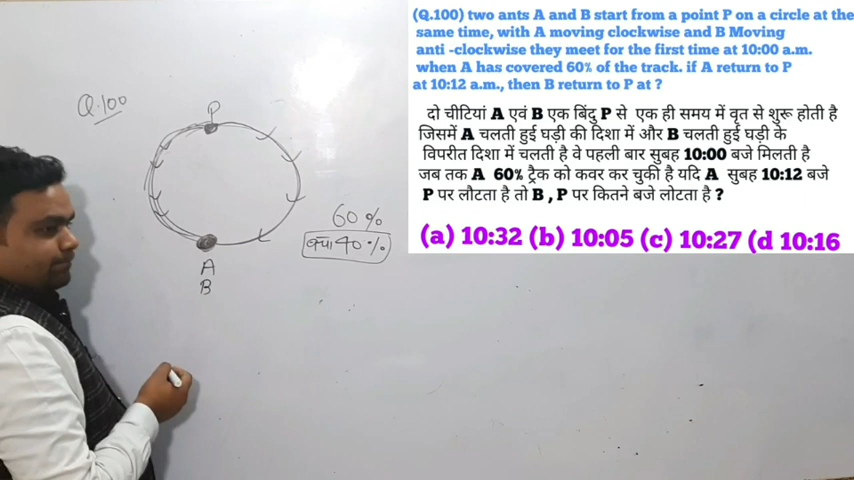 (Q.100) two ants A and B start from a point P on a circle at the
same time, with A moving clockwise and B Moving
anti -clockwise they meet for the first time at 10:00 a.m.
when A has covered 60% of the track. if A return to P
at 10:12 a.m., then B return to P at ?
दो चीटियां A एवं B एक बिंदु P से एक ही समय में वृत से शुरू होती है
जिसमें A चलती हुई घड़ी की दिशा में और B चलती हुई घड़ी के
विपरीत दिशा में चलती है वे पहली बार सुबह 10:00 बजे मिलती है
जब तक A 60% ट्रैक को कवर कर चुकी है यदि A सुबह 10:12 बजे
P पर लौटता है तो B , P पर कितने बजे लोटता है ?
(a) 10:32 (b) 10:05 (c) 10:27 (d 10:16
Q.100
P
60%
बचा 40%
A
B